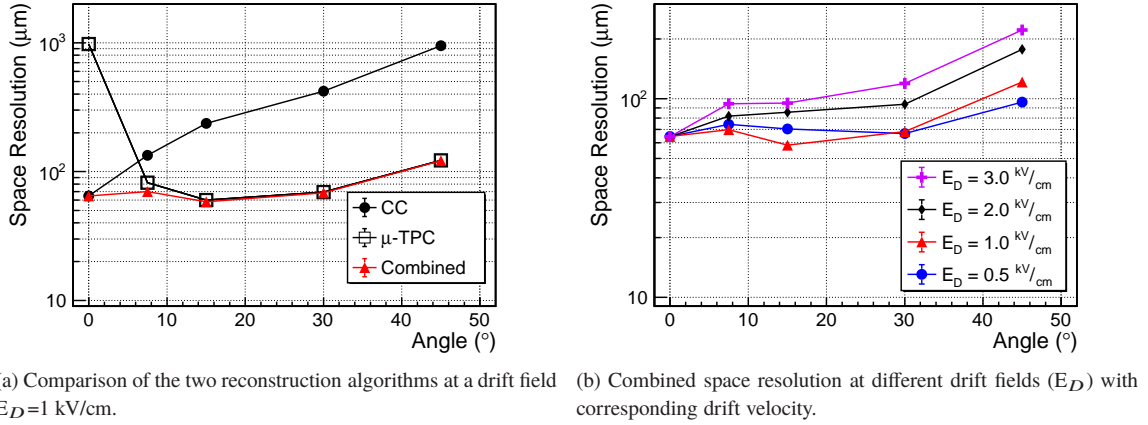 Space Resolution (μm)
10³
10²
10
0 10 20 30 40 50
Angle (°)
CC
μ-TPC
Combined
Space Resolution (μm)
10²
10
0 10 20 30 40 50
Angle (°)
E_D = 3.0 kV/cm
E_D = 2.0 kV/cm
E_D = 1.0 kV/cm
E_D = 0.5 kV/cm
(a) Comparison of the two reconstruction algorithms at a drift field
E_D=1 kV/cm.
(b) Combined space resolution at different drift fields (E_D) with
corresponding drift velocity.